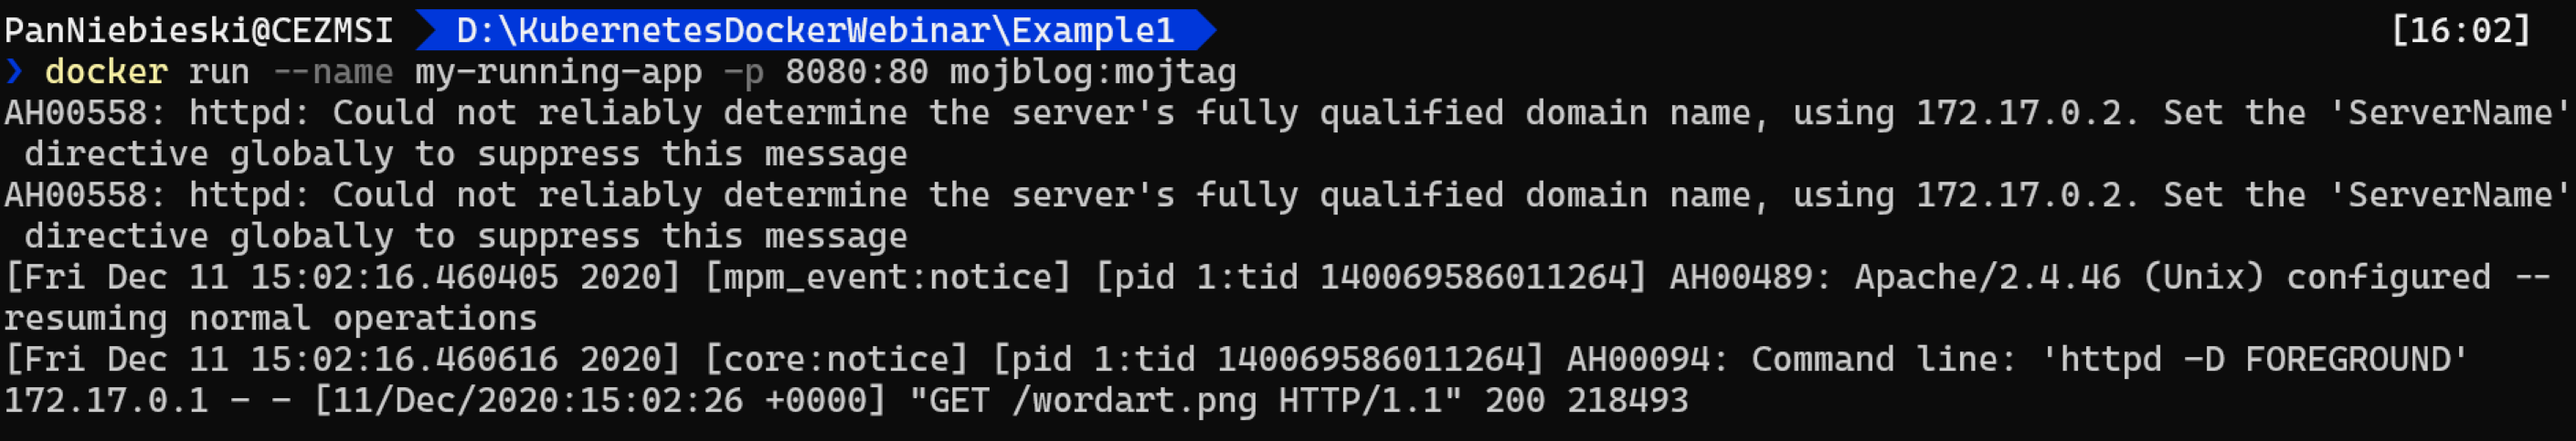 PanNiebieski@CEZMSI D:\KubernetesDockerWebinar\Example1 [16:02]
❯ docker run --name my-running-app -p 8080:80 mojblog:mojtag
AH00558: httpd: Could not reliably determine the server's fully qualified domain name, using 172.17.0.2. Set the 'ServerName'
 directive globally to suppress this message
AH00558: httpd: Could not reliably determine the server's fully qualified domain name, using 172.17.0.2. Set the 'ServerName'
 directive globally to suppress this message
[Fri Dec 11 15:02:16.460405 2020] [mpm_event:notice] [pid 1:tid 140069586011264] AH00489: Apache/2.4.46 (Unix) configured --
resuming normal operations
[Fri Dec 11 15:02:16.460616 2020] [core:notice] [pid 1:tid 140069586011264] AH00094: Command line: 'httpd -D FOREGROUND'
172.17.0.1 - - [11/Dec/2020:15:02:26 +0000] "GET /wordart.png HTTP/1.1" 200 218493